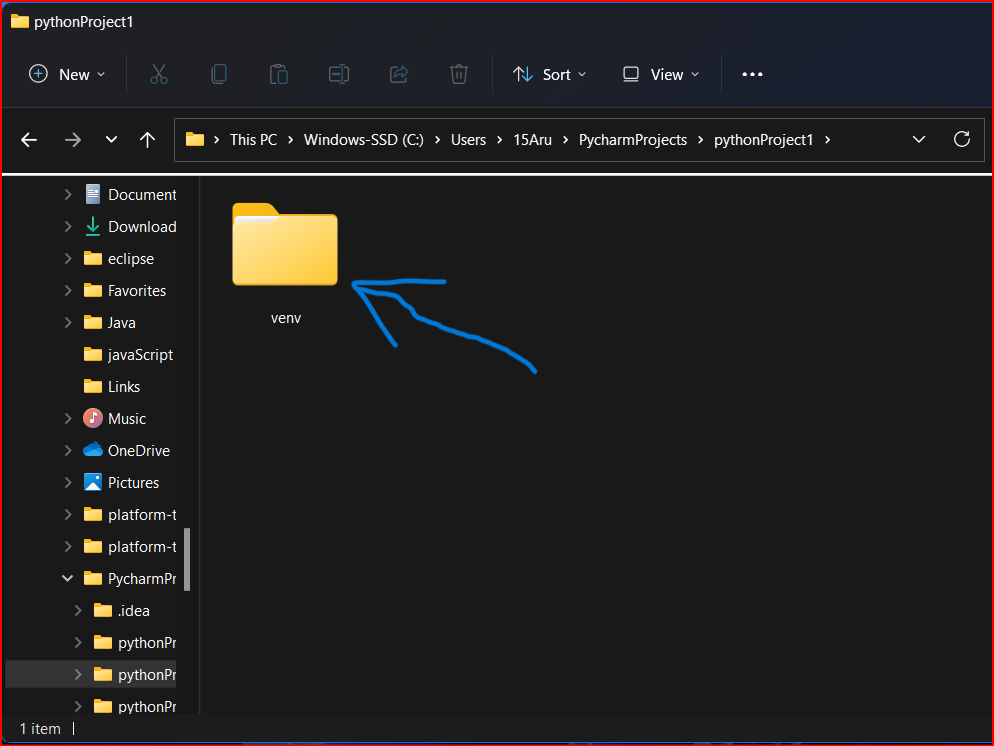 pythonProject1
New Sort View
This PC Windows-SSD (C:) Users 15Aru PycharmProjects pythonProject1
Document
Download
eclipse
Favorites
Java
javaScript
Links
Music
OneDrive
Pictures
platform-t
platform-t
PycharmPr
.idea
pythonPr
pythonPr
pythonPr
venv
1 item